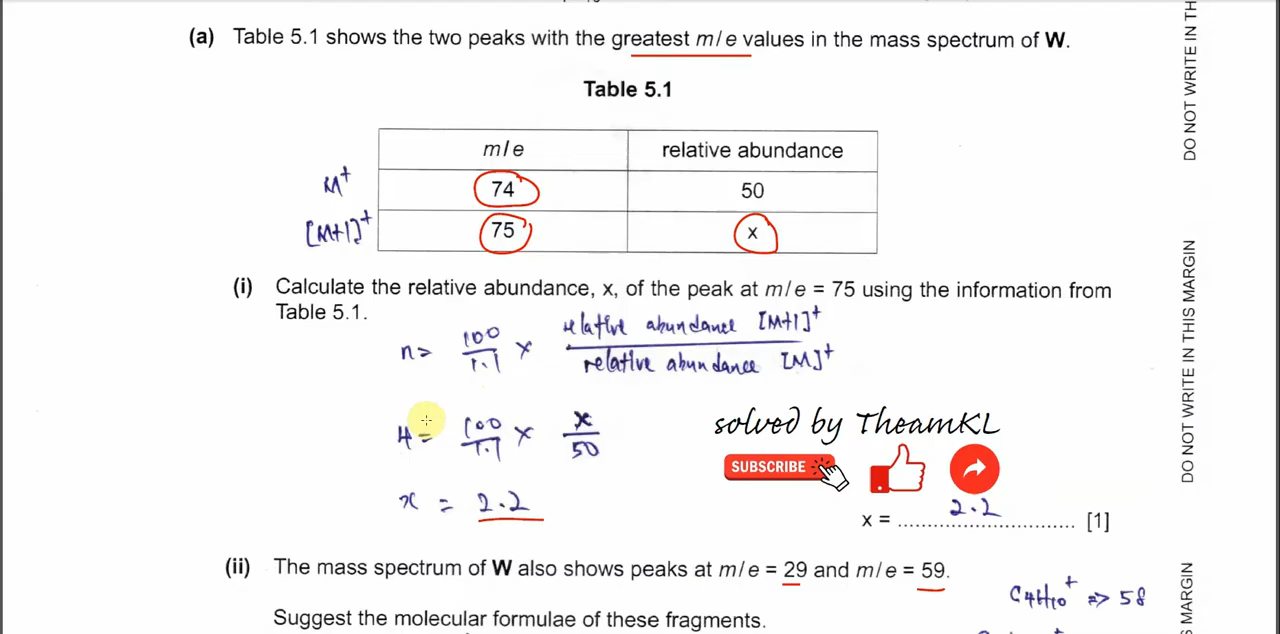 (a) Table 5.1 shows the two peaks with the greatest m/e values in the mass spectrum of W.
Table 5.1
m/e relative abundance
M⁺ 74 50
[M+1]⁺ 75 x
(i) Calculate the relative abundance, x, of the peak at m/e = 75 using the information from
Table 5.1.
n = 100/1.1 × relative abundance [M+1]⁺ / relative abundance [M]⁺
4 = 100/1.1 × x/50
solved by TheamKL
SUBSCRIBE
x = 2.2
x = 2.2 [1]
(ii) The mass spectrum of W also shows peaks at m/e = 29 and m/e = 59.
C4H10⁺ => 58
Suggest the molecular formulae of these fragments.
DO NOT WRITE IN TH
DO NOT WRITE IN THIS MARGIN
S MARGIN